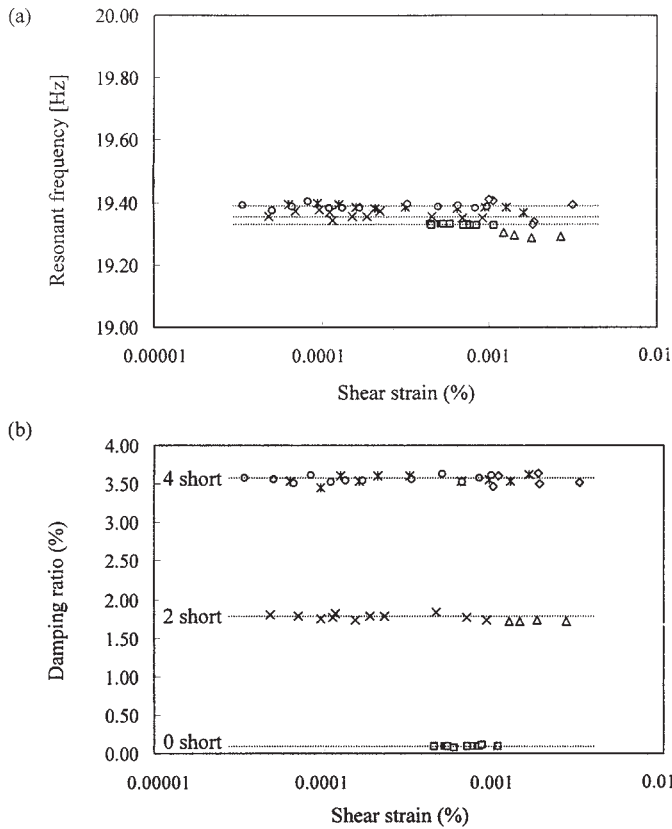 (a)
Resonant frequency [Hz]
20.00
19.80
19.60
19.40
19.20
19.00
0.00001
0.0001
0.001
0.01
Shear strain (%)
(b)
Damping ratio (%)
4.00
3.50
3.00
2.50
2.00
1.50
1.00
0.50
0.00
4 short
2 short
0 short
0.00001
0.0001
0.001
0.01
Shear strain (%)